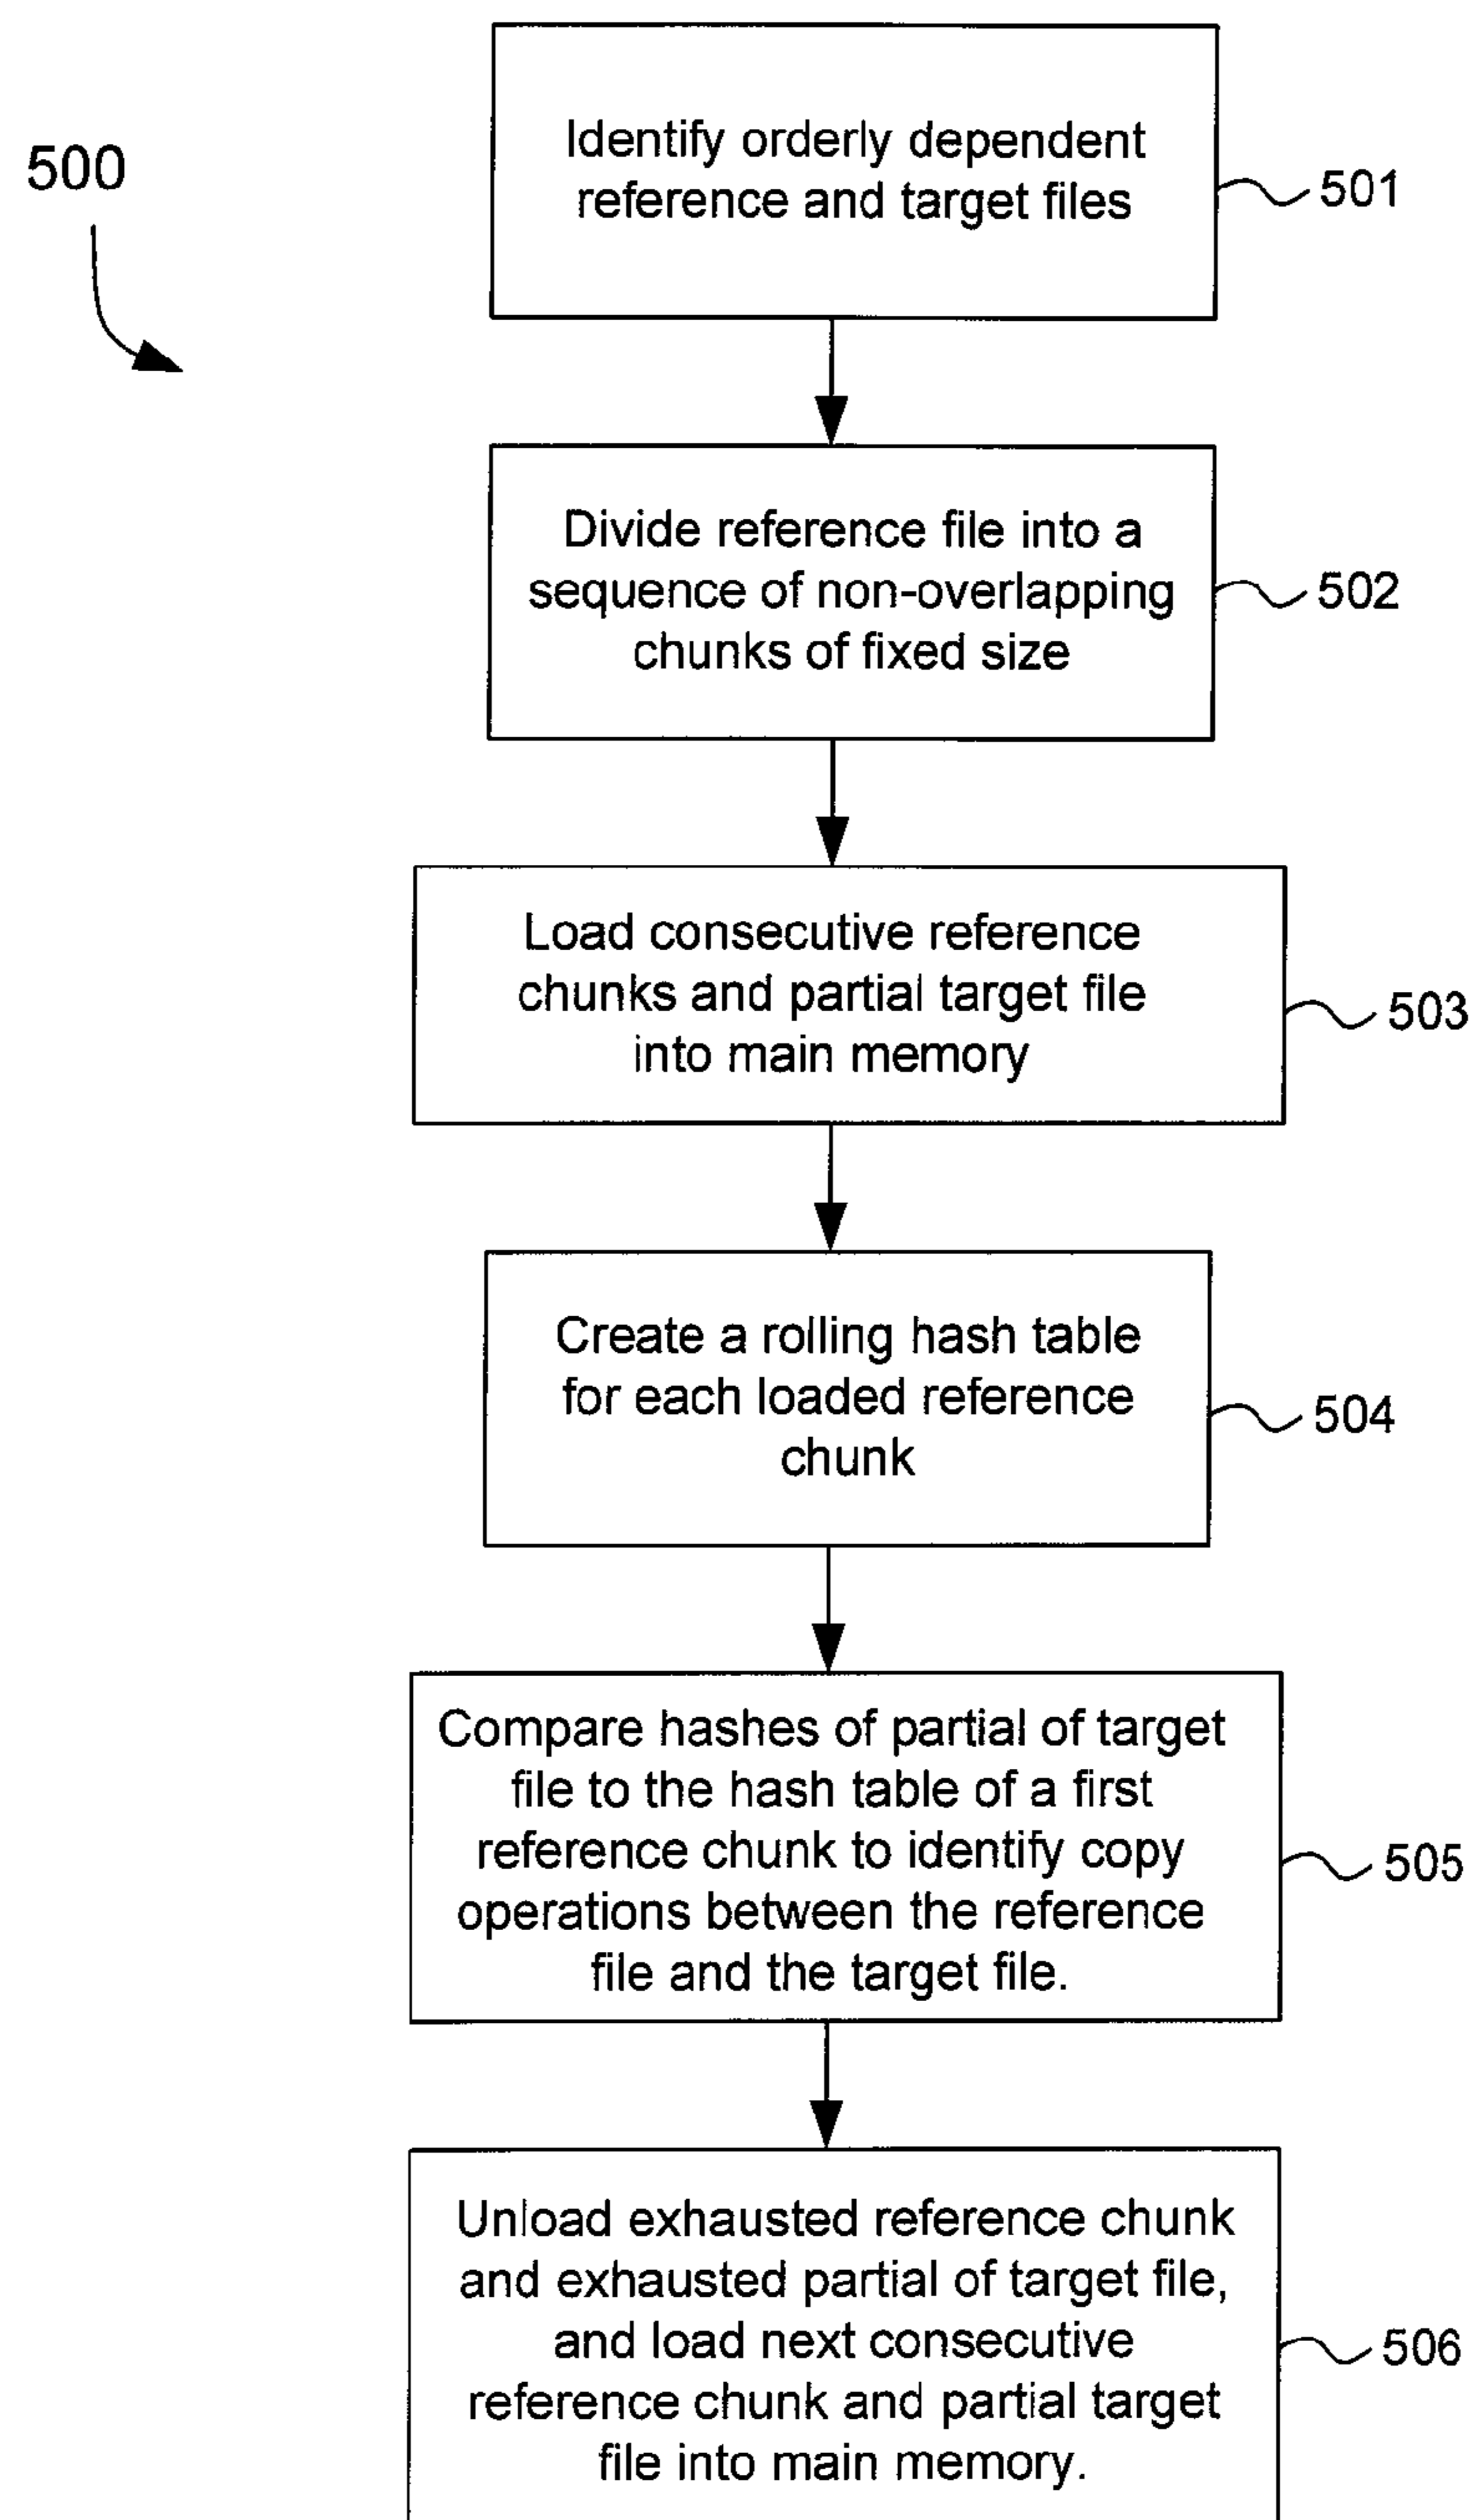 500
Identify orderly dependent
reference and target files
501
Divide reference file into a
sequence of non-overlapping
chunks of fixed size
502
Load consecutive reference
chunks and partial target file
into main memory
503
Create a rolling hash table
for each loaded reference
chunk
504
Compare hashes of partial of target
file to the hash table of a first
reference chunk to identify copy
operations between the reference
file and the target file.
505
Unload exhausted reference chunk
and exhausted partial of target file,
and load next consecutive
reference chunk and partial target
file into main memory.
506